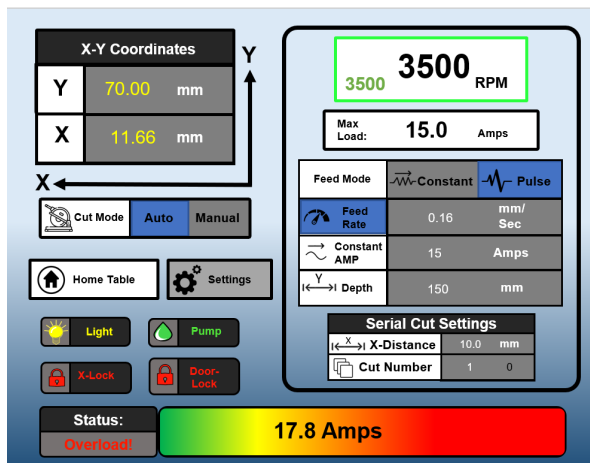 X-Y Coordinates
Y
Y 70.00 mm
X 11.66 mm
X
Cut Mode Auto Manual
Home Table Settings
Light Pump
X-Lock Door-
Lock
3500 3500 RPM
Max
Load: 15.0 Amps
Feed Mode Constant Pulse
Feed
Rate 0.16 mm/
Sec
Constant
AMP 15 Amps
Y
Depth 150 mm
Serial Cut Settings
X X-Distance 10.0 mm
Cut Number 1 0
Status:
Overload!
17.8 Amps